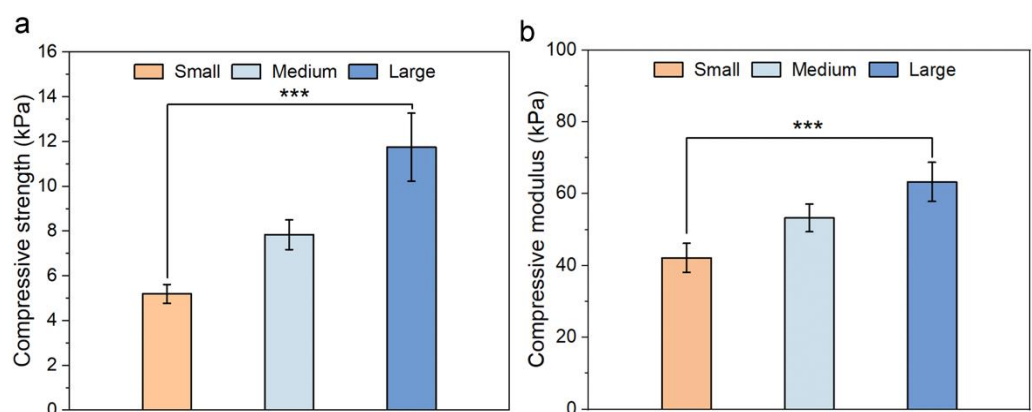 a
16
14
12
10
8
6
4
2
0
Compressive strength (kPa)
Small Medium Large
***
b
100
80
60
40
20
0
Compressive modulus (kPa)
Small Medium Large
***